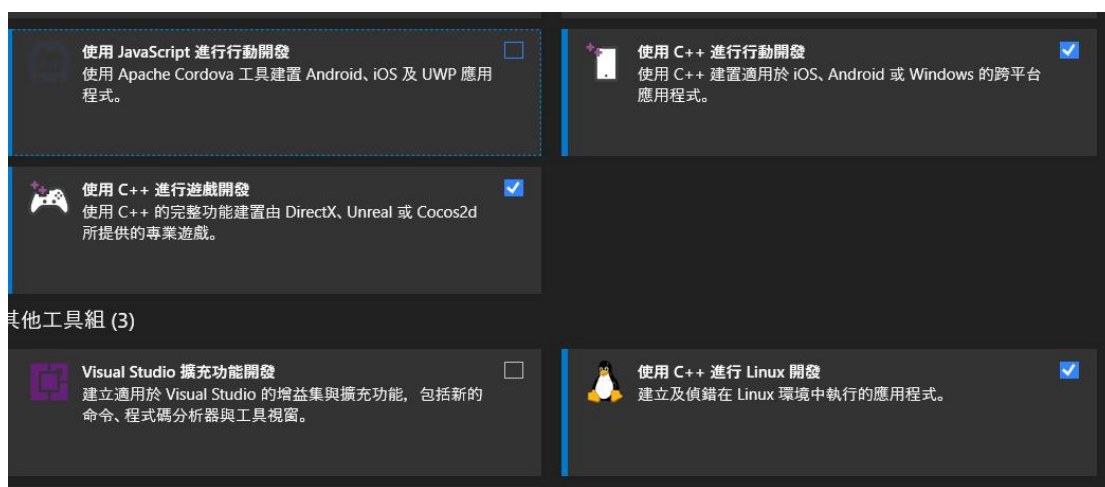 使用 JavaScript 進行行動開發
使用 Apache Cordova 工具建置 Android、iOS 及 UWP 應用
程式。
使用 C++ 進行行動開發
使用 C++ 建置適用於 iOS、Android 或 Windows 的跨平台
應用程式。
使用 C++ 進行遊戲開發
使用 C++ 的完整功能建置由 DirectX、Unreal 或 Cocos2d
所提供的專業遊戲。
其他工具組 (3)
Visual Studio 擴充功能開發
建立適用於 Visual Studio 的增益集與擴充功能，包括新的
命令、程式碼分析器與工具視窗。
使用 C++ 進行 Linux 開發
建立及偵錯在 Linux 環境中執行的應用程式。